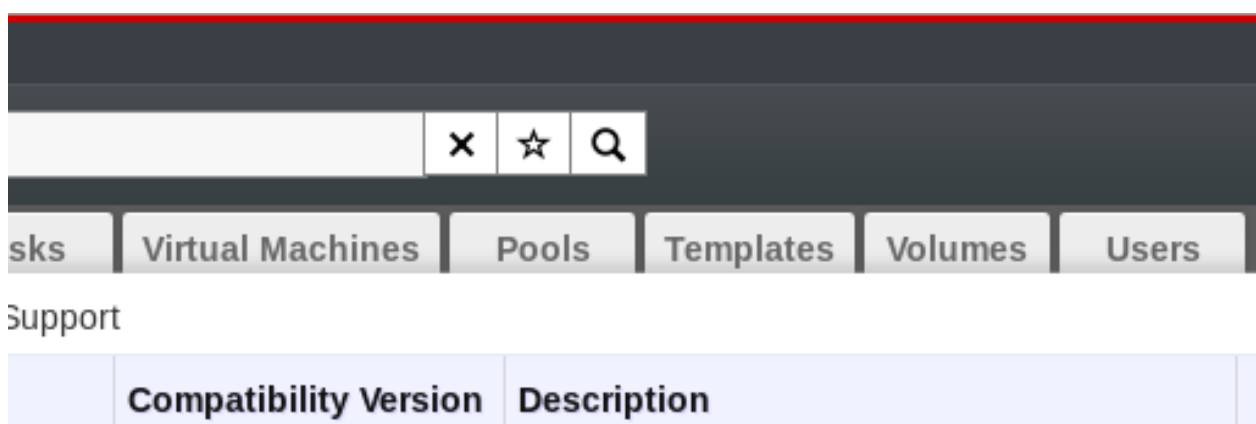 sks Virtual Machines Pools Templates Volumes Users
Support
Compatibility Version Description